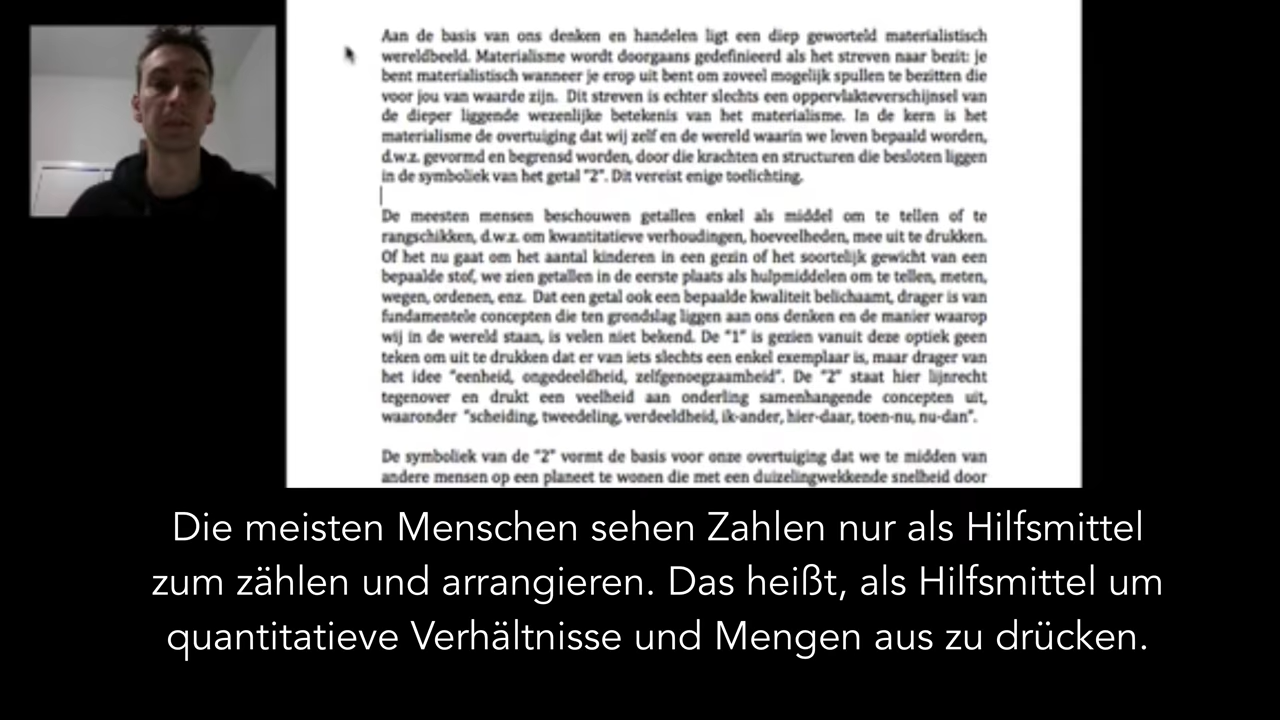 Aan de basis van ons denken en handelen ligt een diep geworteld materialistisch
wereldbeeld. Materialisme wordt doorgaans gedefinieerd als het streven naar bezit: je
bent materialistisch wanneer je erop uit bent om zoveel mogelijk spullen te bezitten die
voor jou van waarde zijn. Dit streven is echter slechts een oppervlakteverschijnsel van
de dieper liggende wezenlijke betekenis van het materialisme. In de kern is het
materialisme de overtuiging dat wij zelf en de wereld waarin we leven bepaald worden,
d.w.z. gevormd en begrensd worden, door die krachten en structuren die besloten liggen
in de symboliek van het getal "2". Dit vereist enige toelichting.
De meesten mensen beschouwen getallen enkel als middel om te tellen of te
rangschikken, d.w.z. om kwantitatieve verhoudingen, hoeveelheden, mee uit te drukken.
Of het nu gaat om het aantal kinderen in een gezin of het soortelijk gewicht van een
bepaalde stof, we zien getallen in de eerste plaats als hulpmiddelen om te tellen, meten,
wegen, ordenen, enz. Dat een getal ook een bepaalde kwaliteit belichaamt, drager is van
fundamentele concepten die ten grondslag liggen aan ons denken en de manier waarop
wij in de wereld staan, is velen niet bekend. De "1" is gezien vanuit deze optiek geen
teken om uit te drukken dat er van iets slechts een enkel exemplaar is, maar drager van
het idee "eenheid, ongedeeldheid, zelfgenoegzaamheid". De "2" staat hier lijnrecht
tegenover en drukt een veelheid aan onderling samenhangende concepten uit,
waaronder "scheiding, tweedeling, verdeeldheid, ik-ander, hier-daar, toen-nu, nu-dan".
De symboliek van de "2" vormt de basis voor onze overtuiging dat we te midden van
andere mensen op een planeet te wonen die met een duizelingwekkende snelheid door
Die meisten Menschen sehen Zahlen nur als Hilfsmittel
zum zählen und arrangieren. Das heißt, als Hilfsmittel um
quantitatieve Verhältnisse und Mengen aus zu drücken.